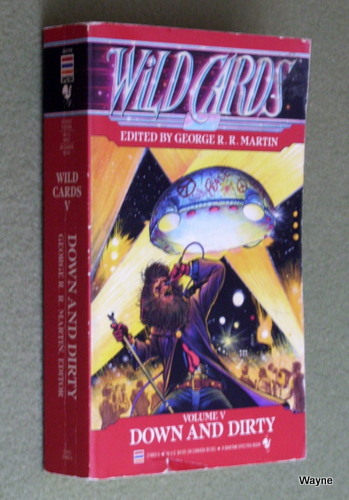 WILD CARDS
EDITED BY GEORGE R. R. MARTIN
VOLUME V
DOWN AND DIRTY
WILD
CARDS
V
DOWN AND DIRTY
GEORGE R. R. MARTIN, EDITOR
Wayne